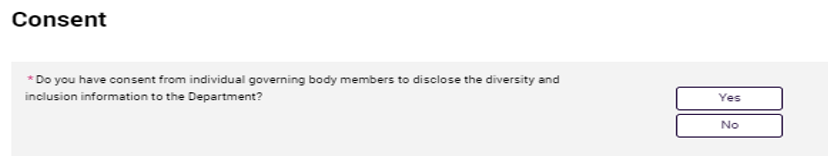 Consent
* Do you have consent from individual governing body members to disclose the diversity and
inclusion information to the Department?
Yes
No